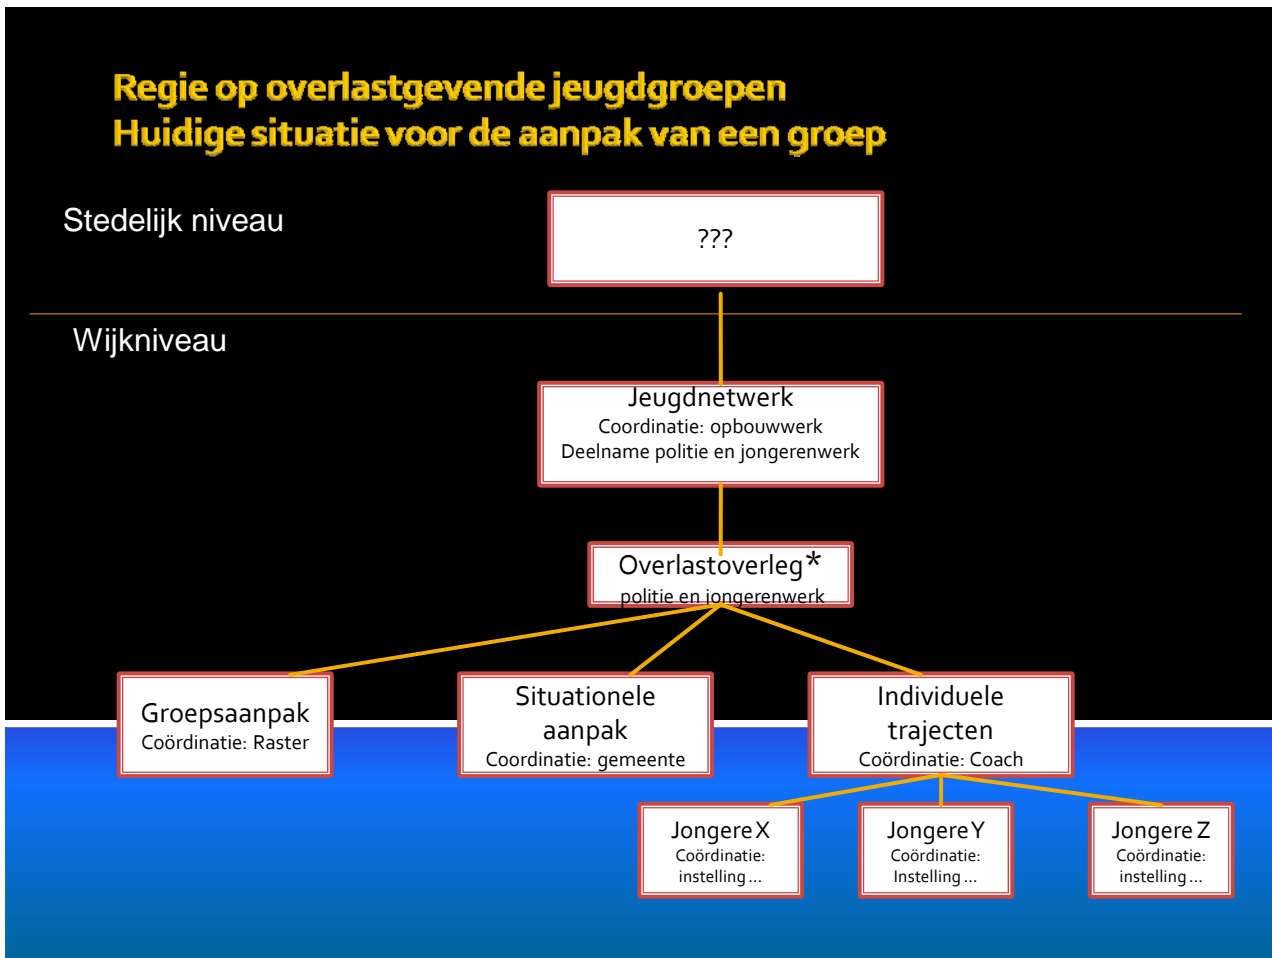 Regie op overlastgevende jeugdgroepen
Huidige situatie voor de aanpak van een groep
Stedelijk niveau
???
Wijkniveau
Jeugdnetwerk
Coordinatie: opbouwwerk
Deelname politie en jongerenwerk
Overlastoverleg*
politie en jongerenwerk
Groepsaanpak
Coördinatie: Raster
Situationele
aanpak
Coordinatie: gemeente
Individuele
trajecten
Coördinatie: Coach
Jongere X
Coördinatie:
instelling ...
Jongere Y
Coördinatie:
Instelling ...
Jongere Z
Coördinatie:
instelling ...